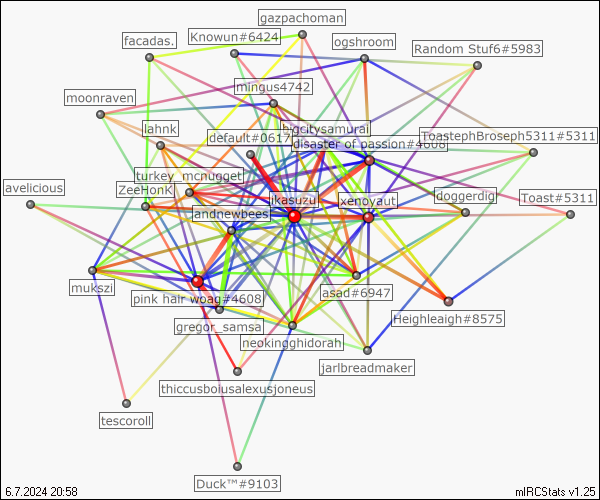 gazpachoman
Knowun#6424
facadas.
ogshroom
Random Stuf6#5983
mingus4742
moonraven
lahnk
bigcitysamurai
default#0617
disaster of passion#4608
ToastephBroseph5311#5311
turkey_mcnugget
avelicious
ZeeHonK
ikasuzu
xenoyaut
doggerdig
Toast#5311
andnewbees
mukszi
pink hair woag#4608
asad#6947
gregor_samsa
Heighleaigh#8575
neokingghidorah
jarlbreadmaker
thiccusboiusalexusjoneus
tescoroll
Duck™#9103
6.7.2024 20:58
mIRCStats v1.25